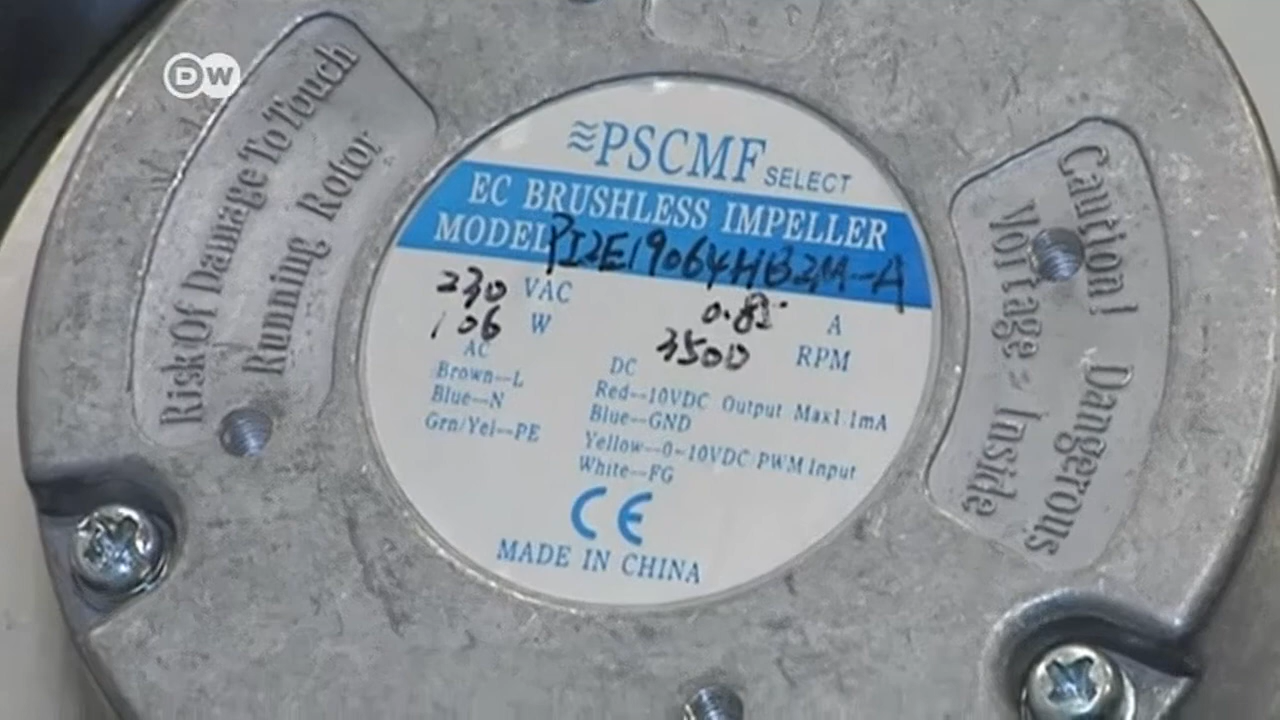 DW
Risk Of Damage To Touch
Running Rotor
≋PSCMF SELECT
EC BRUSHLESS IMPELLER
MODEL PI2E19064HB2M-A
230 VAC 0.85 A
106 W 3500 RPM
AC
Brown—L
Blue—N
Grn/Yel—PE
DC
Red—10VDC Output Max1.1mA
Blue—GND
Yellow—0~10VDC/PWM Input
White—FG
CE
MADE IN CHINA
Caution! Dangerous
Voltage Inside